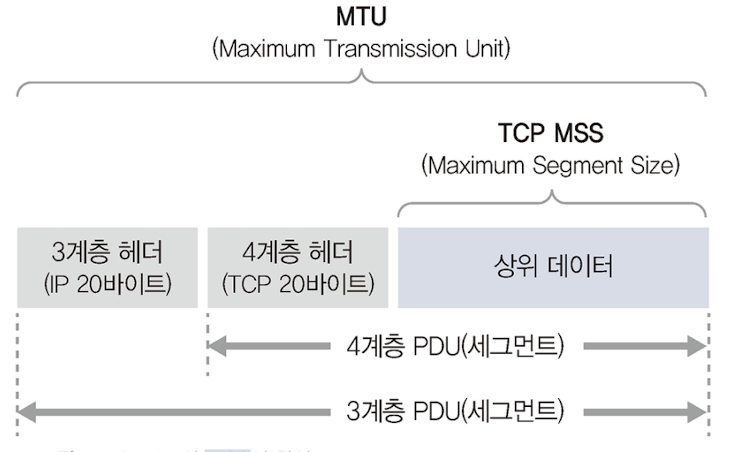 MTU
(Maximum Transmission Unit)
TCP MSS
(Maximum Segment Size)
3계층 헤더
(IP 20바이트)
4계층 헤더
(TCP 20바이트)
상위 데이터
4계층 PDU(세그먼트)
3계층 PDU(세그먼트)